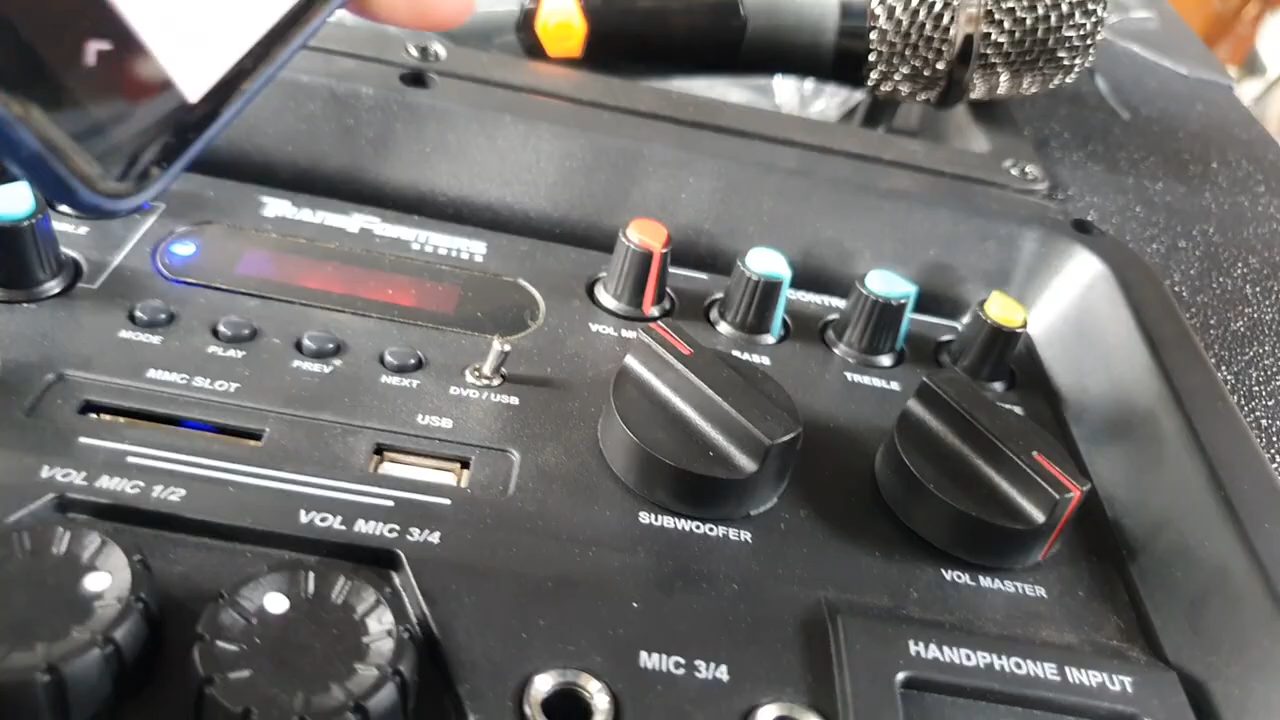 TRANSFORMERS
SERIES
MODE
PLAY
PREV
NEXT
DVD / USB
MMC SLOT
USB
VOL MIC 1/2
VOL MIC 3/4
VOL
BASS
TREBLE
SUBWOOFER
VOL MASTER
MIC 3/4
HANDPHONE INPUT